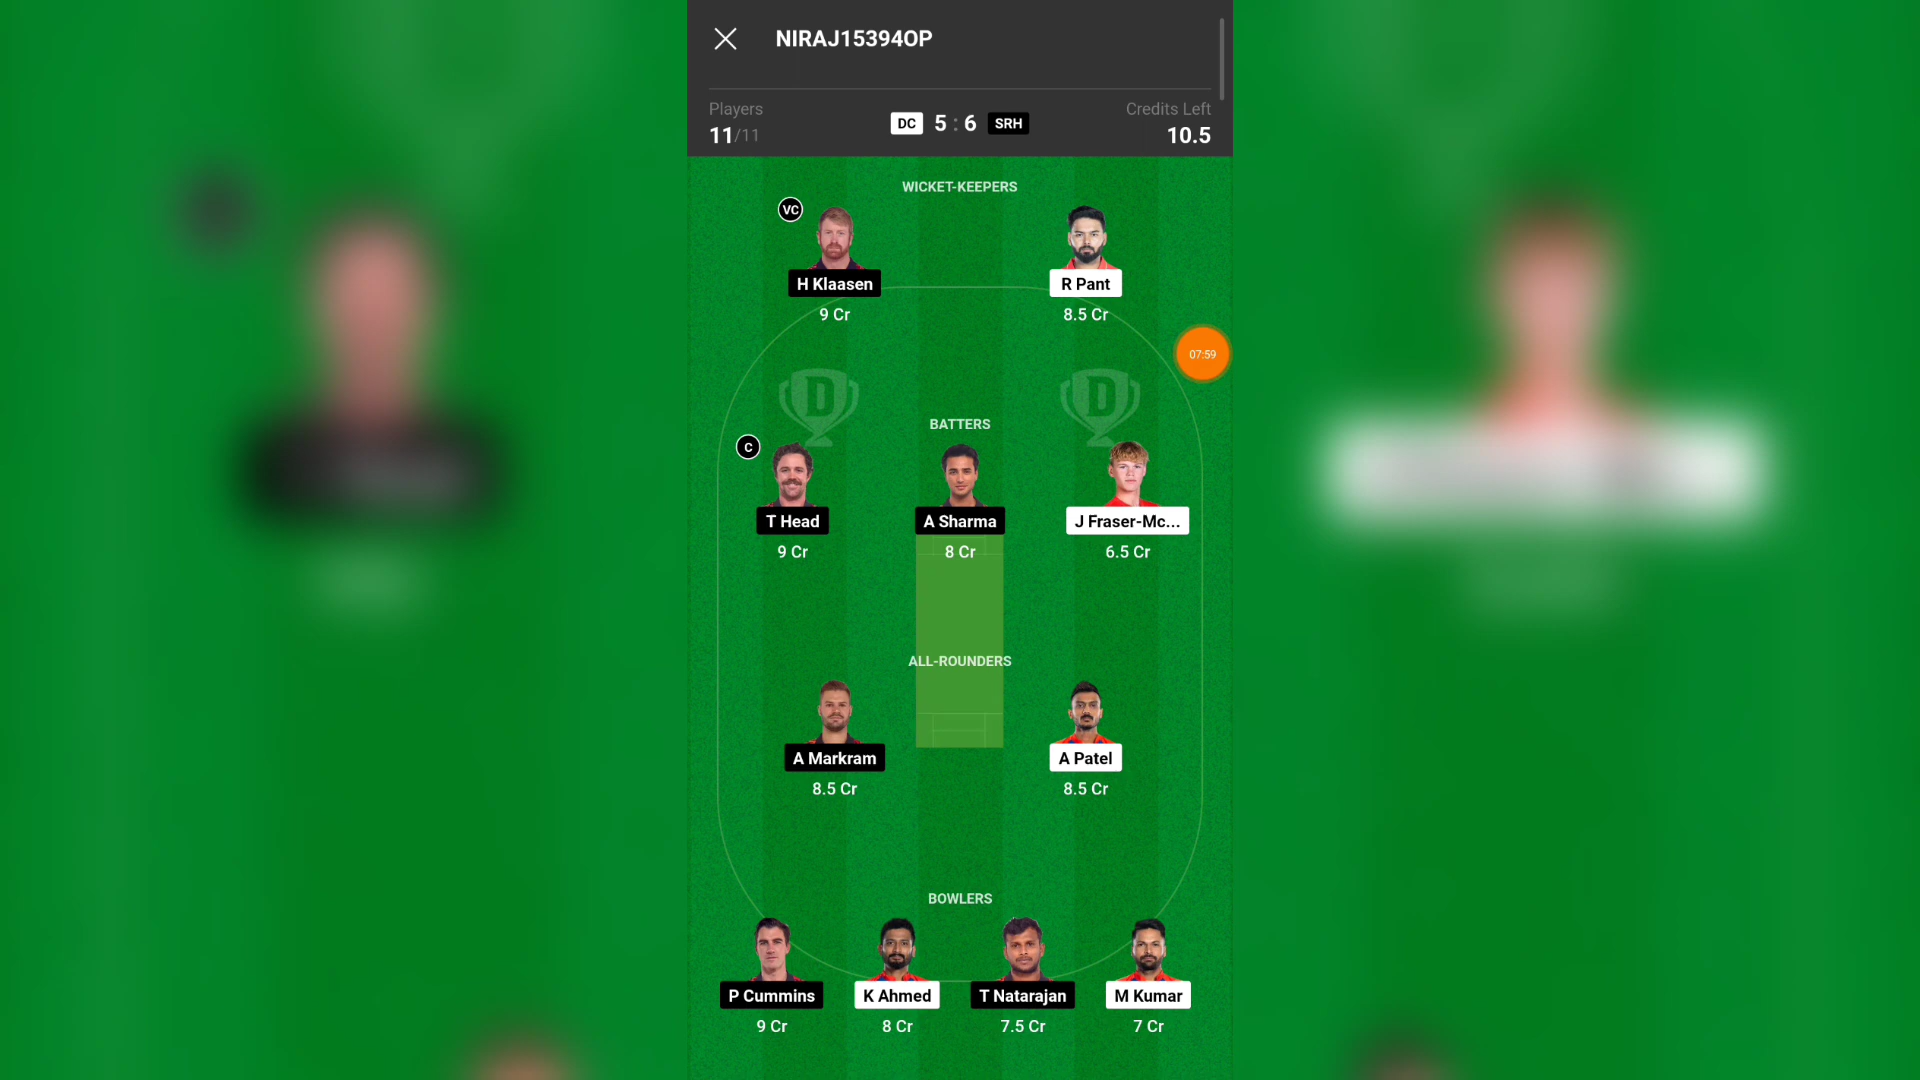 NIRAJ15394OP
Players
Credits Left
11/11
DC 5 : 6 SRH
10.5
WICKET-KEEPERS
VC
H Klaasen
R Pant
9 Cr
8.5 Cr
07:59
D
D
BATTERS
C
T Head
A Sharma
J Fraser-Mc...
9 Cr
8 Cr
6.5 Cr
ALL-ROUNDERS
A Markram
A Patel
8.5 Cr
8.5 Cr
BOWLERS
P Cummins
K Ahmed
T Natarajan
M Kumar
9 Cr
8 Cr
7.5 Cr
7 Cr